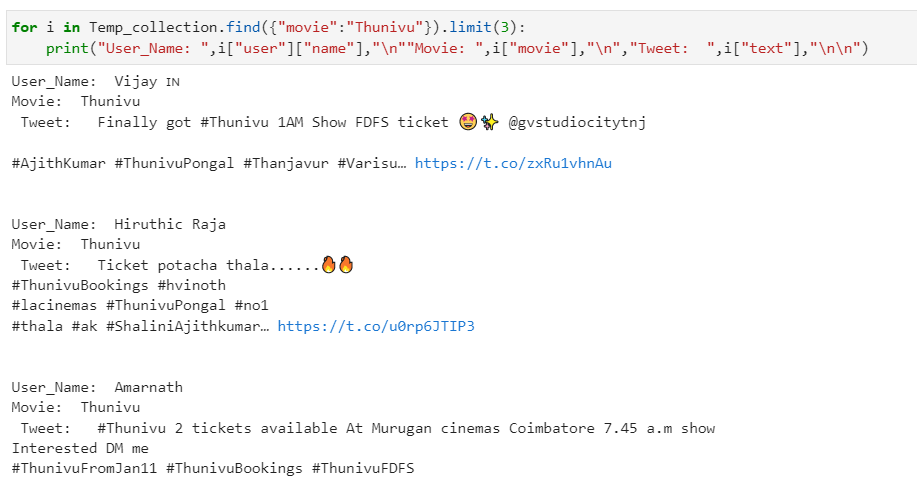 for i in Temp_collection.find({"movie":"Thunivu"}).limit(3):
    print("User_Name: ",i["user"]["name"],"\n""Movie: ",i["movie"],"\n","Tweet:  ",i["text"],"\n\n")
User_Name:  Vijay 🇮🇳
Movie:  Thunivu
 Tweet:   Finally got #Thunivu 1AM Show FDFS ticket 🤩✨ @gvstudiocitytnj
#AjithKumar #ThunivuPongal #Thanjavur #Varisu… https://t.co/zxRu1vhnAu
User_Name:  Hiruthic Raja
Movie:  Thunivu
 Tweet:   Ticket potacha thala......🔥🔥
#ThunivuBookings #hvinoth
#lacinemas #ThunivuPongal #no1
#thala #ak #ShaliniAjithkumar… https://t.co/u0rp6JTIP3
User_Name:  Amarnath
Movie:  Thunivu
 Tweet:   #Thunivu 2 tickets available At Murugan cinemas Coimbatore 7.45 a.m show
Interested DM me
#ThunivuFromJan11 #ThunivuBookings #ThunivuFDFS